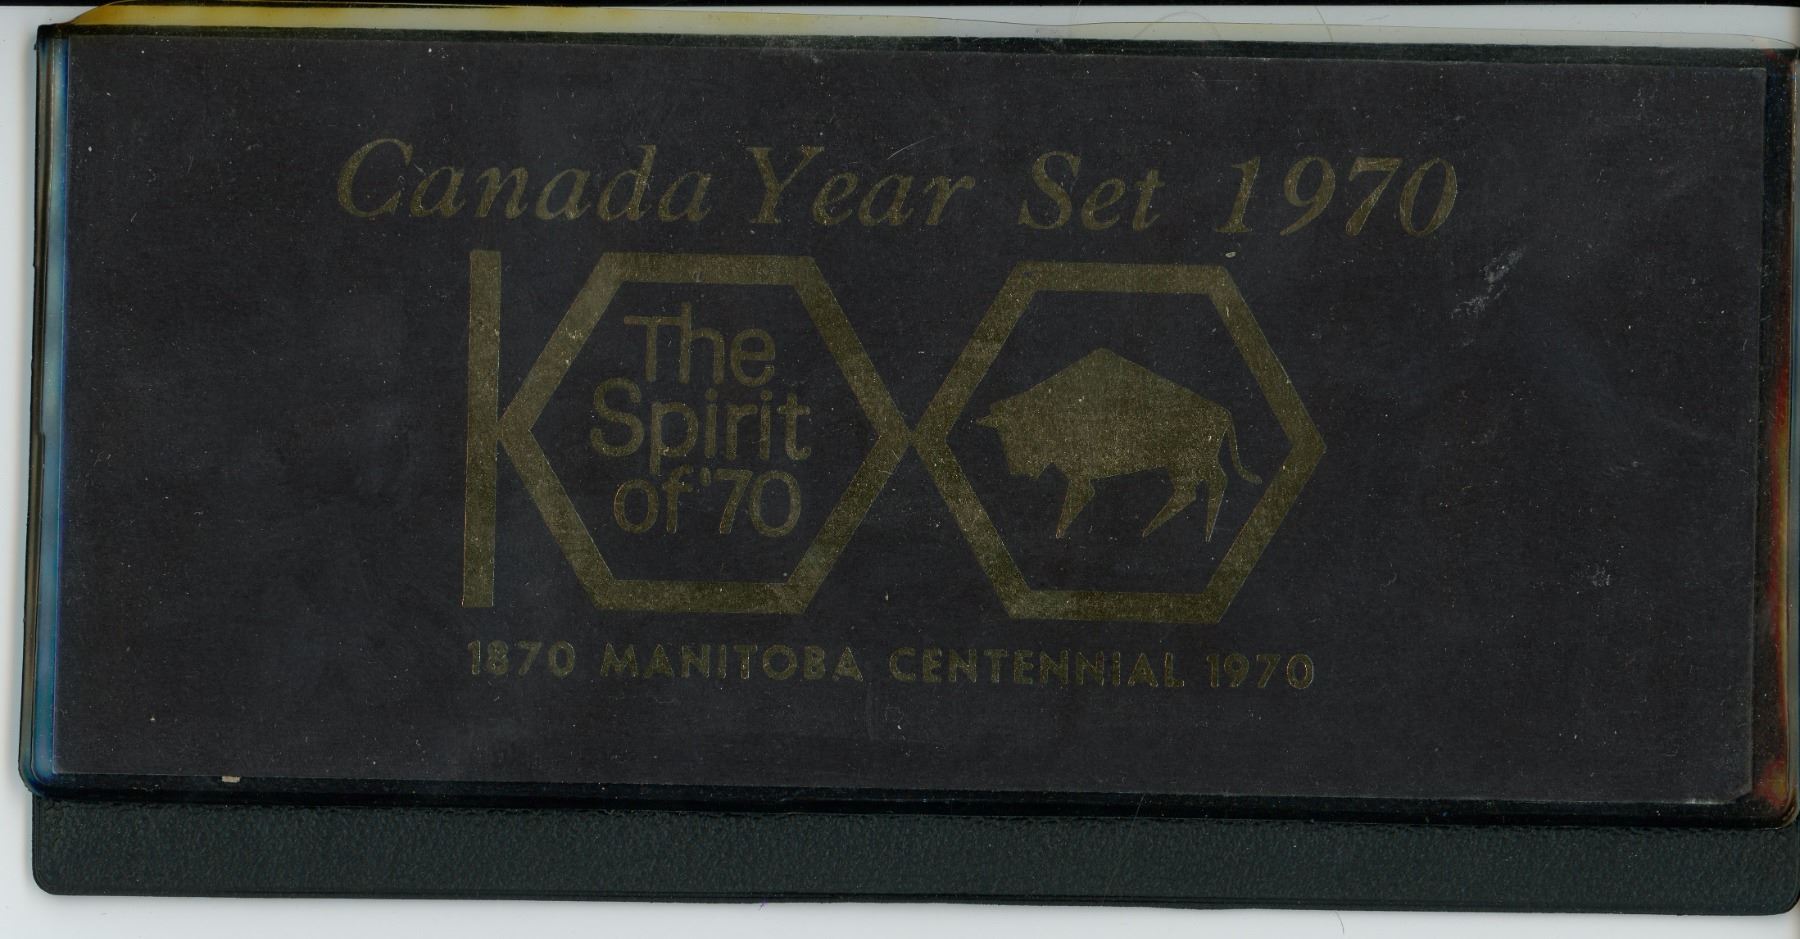 Canada Year Set 1970
The
Spirit
of '70
1870 MANITOBA CENTENNIAL 1970